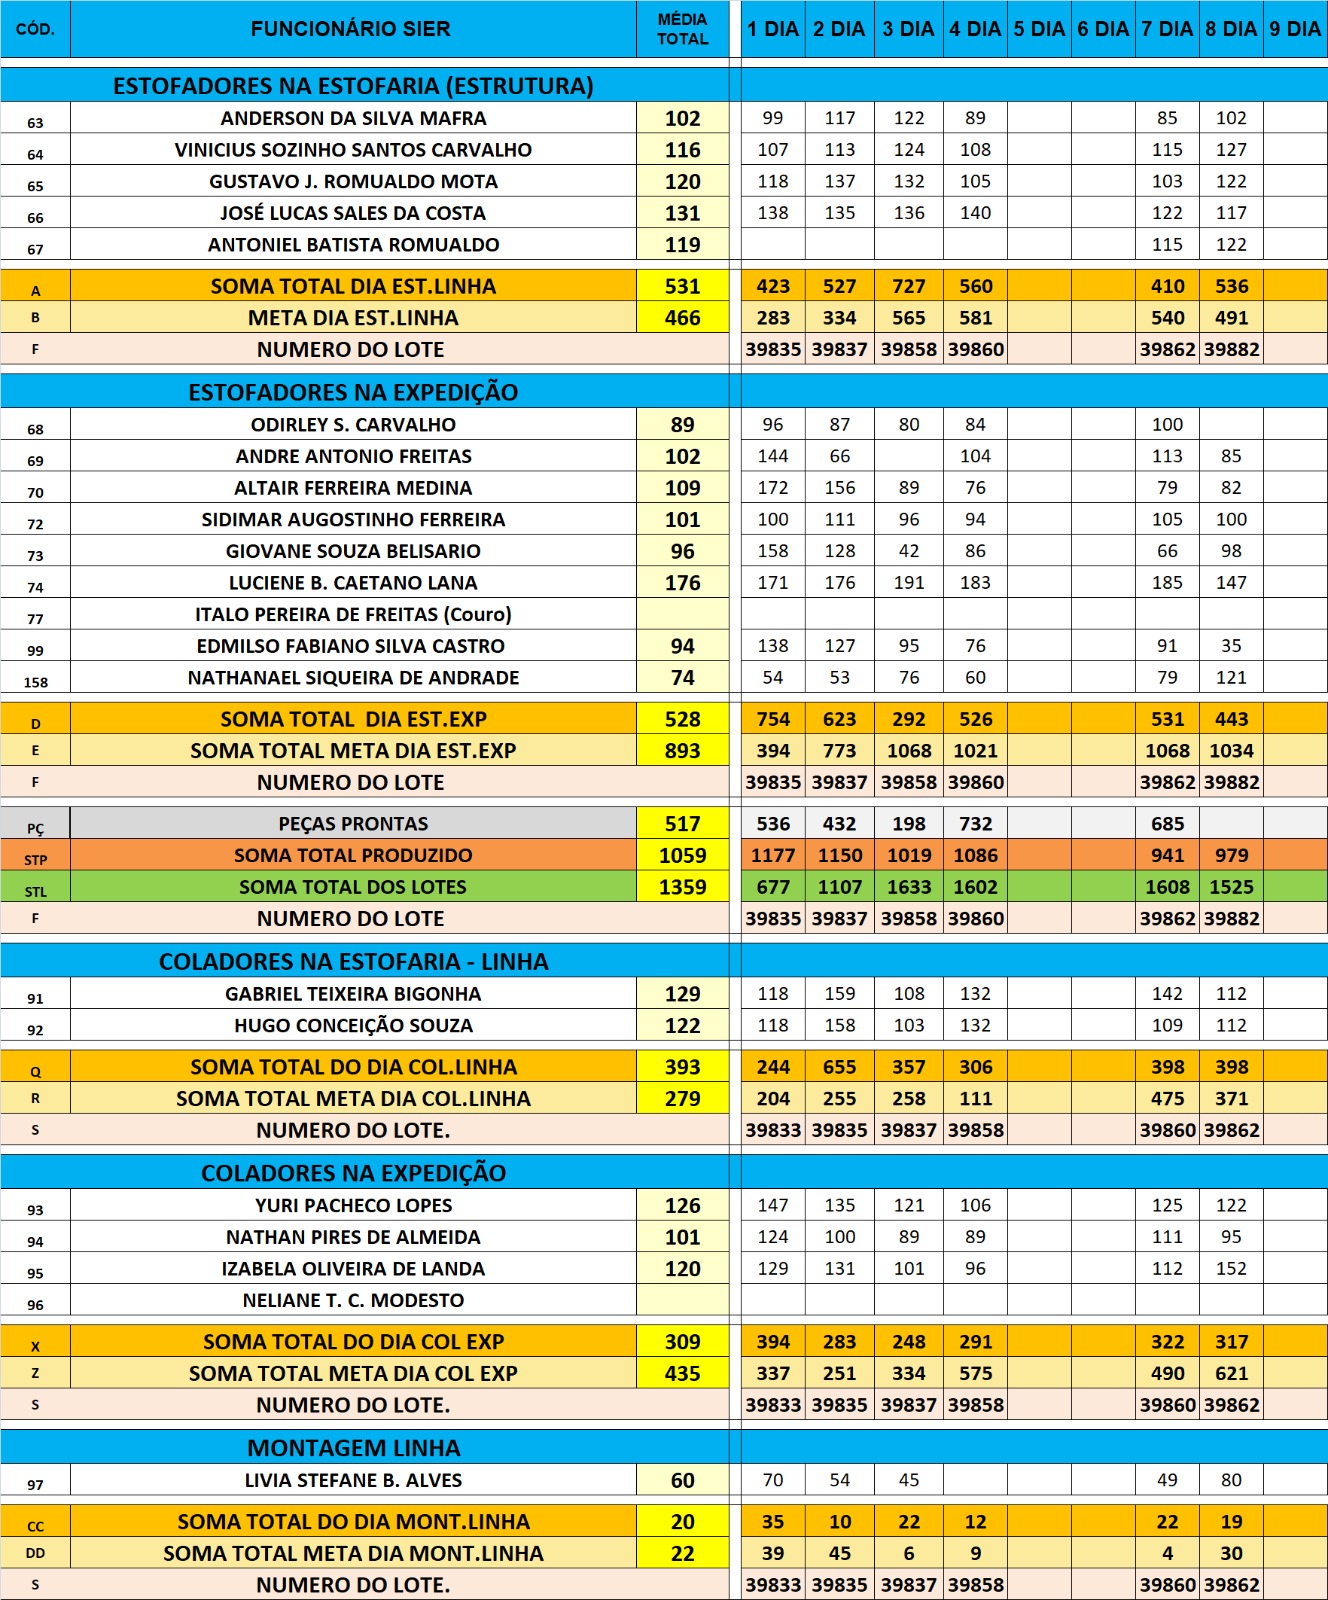 CÓD. FUNCIONÁRIO SIER MÉDIA TOTAL 1 DIA 2 DIA 3 DIA 4 DIA 5 DIA 6 DIA 7 DIA 8 DIA 9 DIA
ESTOFADORES NA ESTOFARIA (ESTRUTURA)
63 ANDERSON DA SILVA MAFRA 102 99 117 122 89 85 102
64 VINICIUS SOZINHO SANTOS CARVALHO 116 107 113 124 108 115 127
65 GUSTAVO J. ROMUALDO MOTA 120 118 137 132 105 103 122
66 JOSÉ LUCAS SALES DA COSTA 131 138 135 136 140 122 117
67 ANTONIEL BATISTA ROMUALDO 119 115 122
A SOMA TOTAL DIA EST.LINHA 531 423 527 727 560 410 536
B META DIA EST.LINHA 466 283 334 565 581 540 491
F NUMERO DO LOTE 39835 39837 39858 39860 39862 39882
ESTOFADORES NA EXPEDIÇÃO
68 ODIRLEY S. CARVALHO 89 96 87 80 84 100
69 ANDRE ANTONIO FREITAS 102 144 66 104 113 85
70 ALTAIR FERREIRA MEDINA 109 172 156 89 76 79 82
72 SIDIMAR AUGOSTINHO FERREIRA 101 100 111 96 94 105 100
73 GIOVANE SOUZA BELISARIO 96 158 128 42 86 66 98
74 LUCIENE B. CAETANO LANA 176 171 176 191 183 185 147
77 ITALO PEREIRA DE FREITAS (Couro)
99 EDMILSO FABIANO SILVA CASTRO 94 138 127 95 76 91 35
158 NATHANAEL SIQUEIRA DE ANDRADE 74 54 53 76 60 79 121
D SOMA TOTAL DIA EST.EXP 528 754 623 292 526 531 443
E SOMA TOTAL META DIA EST.EXP 893 394 773 1068 1021 1068 1034
F NUMERO DO LOTE 39835 39837 39858 39860 39862 39882
PÇ PEÇAS PRONTAS 517 536 432 198 732 685
STP SOMA TOTAL PRODUZIDO 1059 1177 1150 1019 1086 941 979
STL SOMA TOTAL DOS LOTES 1359 677 1107 1633 1602 1608 1525
F NUMERO DO LOTE 39835 39837 39858 39860 39862 39882
COLADORES NA ESTOFARIA - LINHA
91 GABRIEL TEIXEIRA BIGONHA 129 118 159 108 132 142 112
92 HUGO CONCEIÇÃO SOUZA 122 118 158 103 132 109 112
Q SOMA TOTAL DO DIA COL.LINHA 393 244 655 357 306 398 398
R SOMA TOTAL META DIA COL.LINHA 279 204 255 258 111 475 371
S NUMERO DO LOTE. 39833 39835 39837 39858 39860 39862
COLADORES NA EXPEDIÇÃO
93 YURI PACHECO LOPES 126 147 135 121 106 125 122
94 NATHAN PIRES DE ALMEIDA 101 124 100 89 89 111 95
95 IZABELA OLIVEIRA DE LANDA 120 129 131 101 96 112 152
96 NELIANE T. C. MODESTO
X SOMA TOTAL DO DIA COL EXP 309 394 283 248 291 322 317
Z SOMA TOTAL META DIA COL EXP 435 337 251 334 575 490 621
S NUMERO DO LOTE. 39833 39835 39837 39858 39860 39862
MONTAGEM LINHA
97 LIVIA STEFANE B. ALVES 60 70 54 45 49 80
CC SOMA TOTAL DO DIA MONT.LINHA 20 35 10 22 12 22 19
DD SOMA TOTAL META DIA MONT.LINHA 22 39 45 6 9 4 30
S NUMERO DO LOTE. 39833 39835 39837 39858 39860 39862